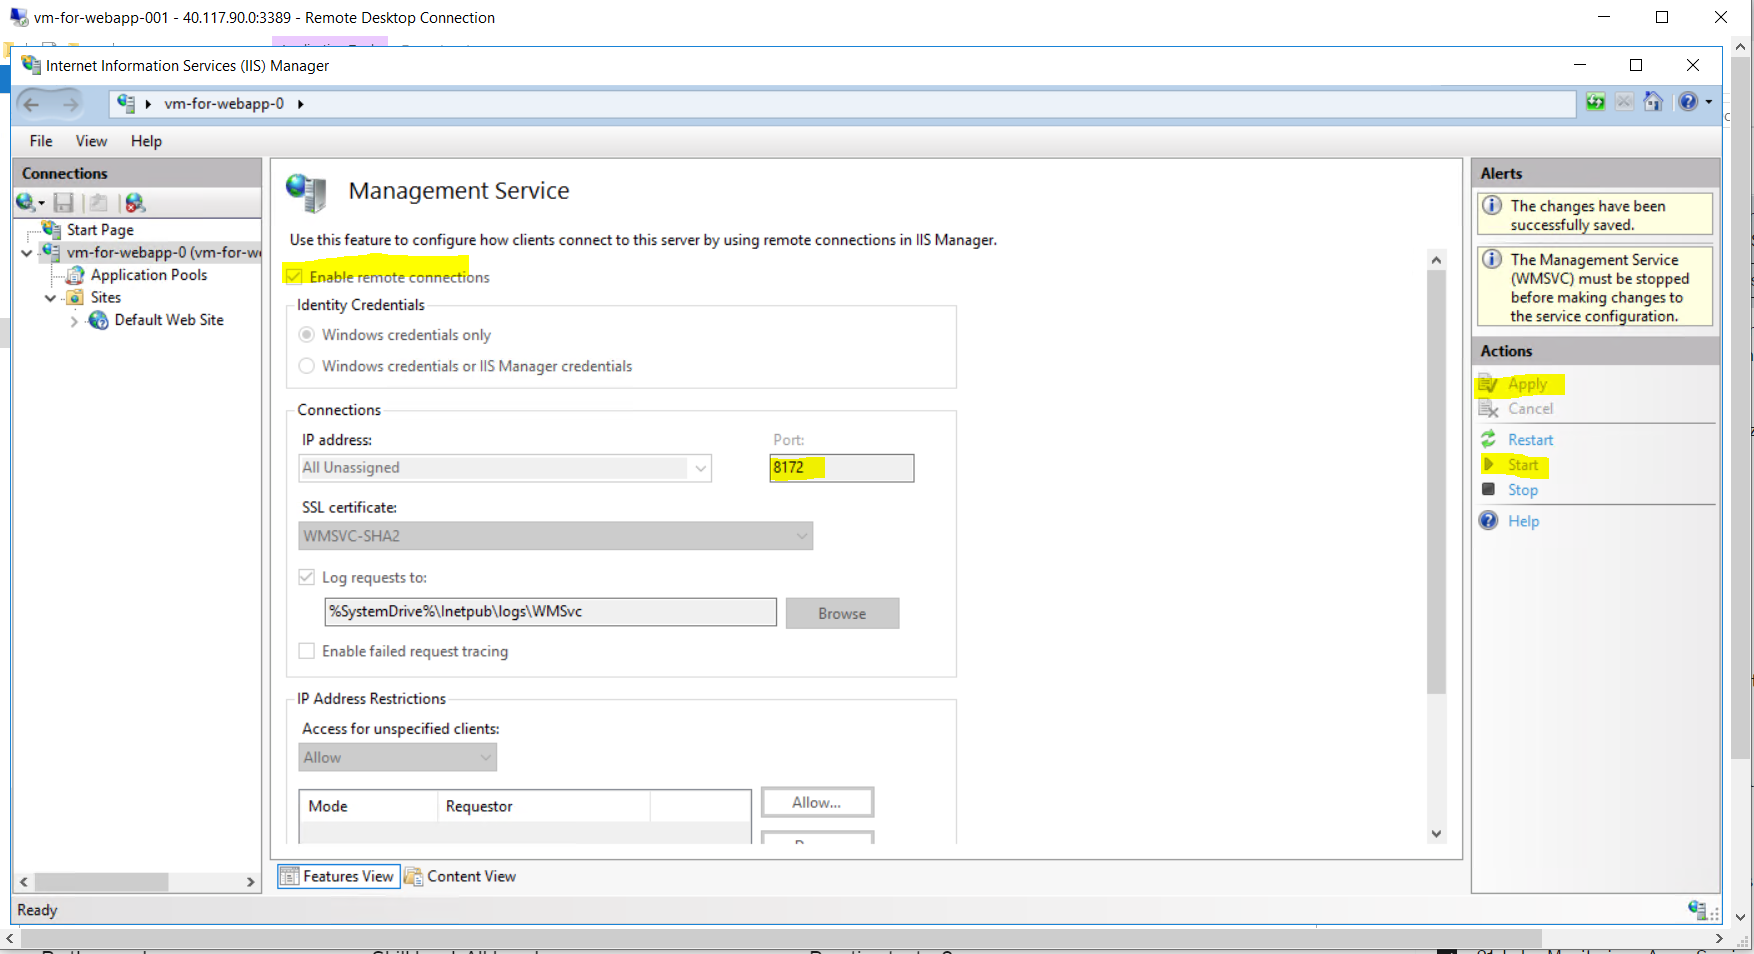 vm-for-webapp-001 - 40.117.90.0:3389 - Remote Desktop Connection
Internet Information Services (IIS) Manager
vm-for-webapp-0
File View Help
Connections
Start Page
vm-for-webapp-0 (vm-for-we
Application Pools
Sites
Default Web Site
Management Service
Use this feature to configure how clients connect to this server by using remote connections in IIS Manager.
Enable remote connections
Identity Credentials
Windows credentials only
Windows credentials or IIS Manager credentials
Connections
IP address:
Port:
All Unassigned
8172
SSL certificate:
WMSVC-SHA2
Log requests to:
%SystemDrive%\Inetpub\logs\WMSvc
Browse
Enable failed request tracing
IP Address Restrictions
Access for unspecified clients:
Allow
Mode Requestor
Allow...
Features View Content View
Alerts
The changes have been
successfully saved.
The Management Service
(WMSVC) must be stopped
before making changes to
the service configuration.
Actions
Apply
Cancel
Restart
Start
Stop
Help
Ready